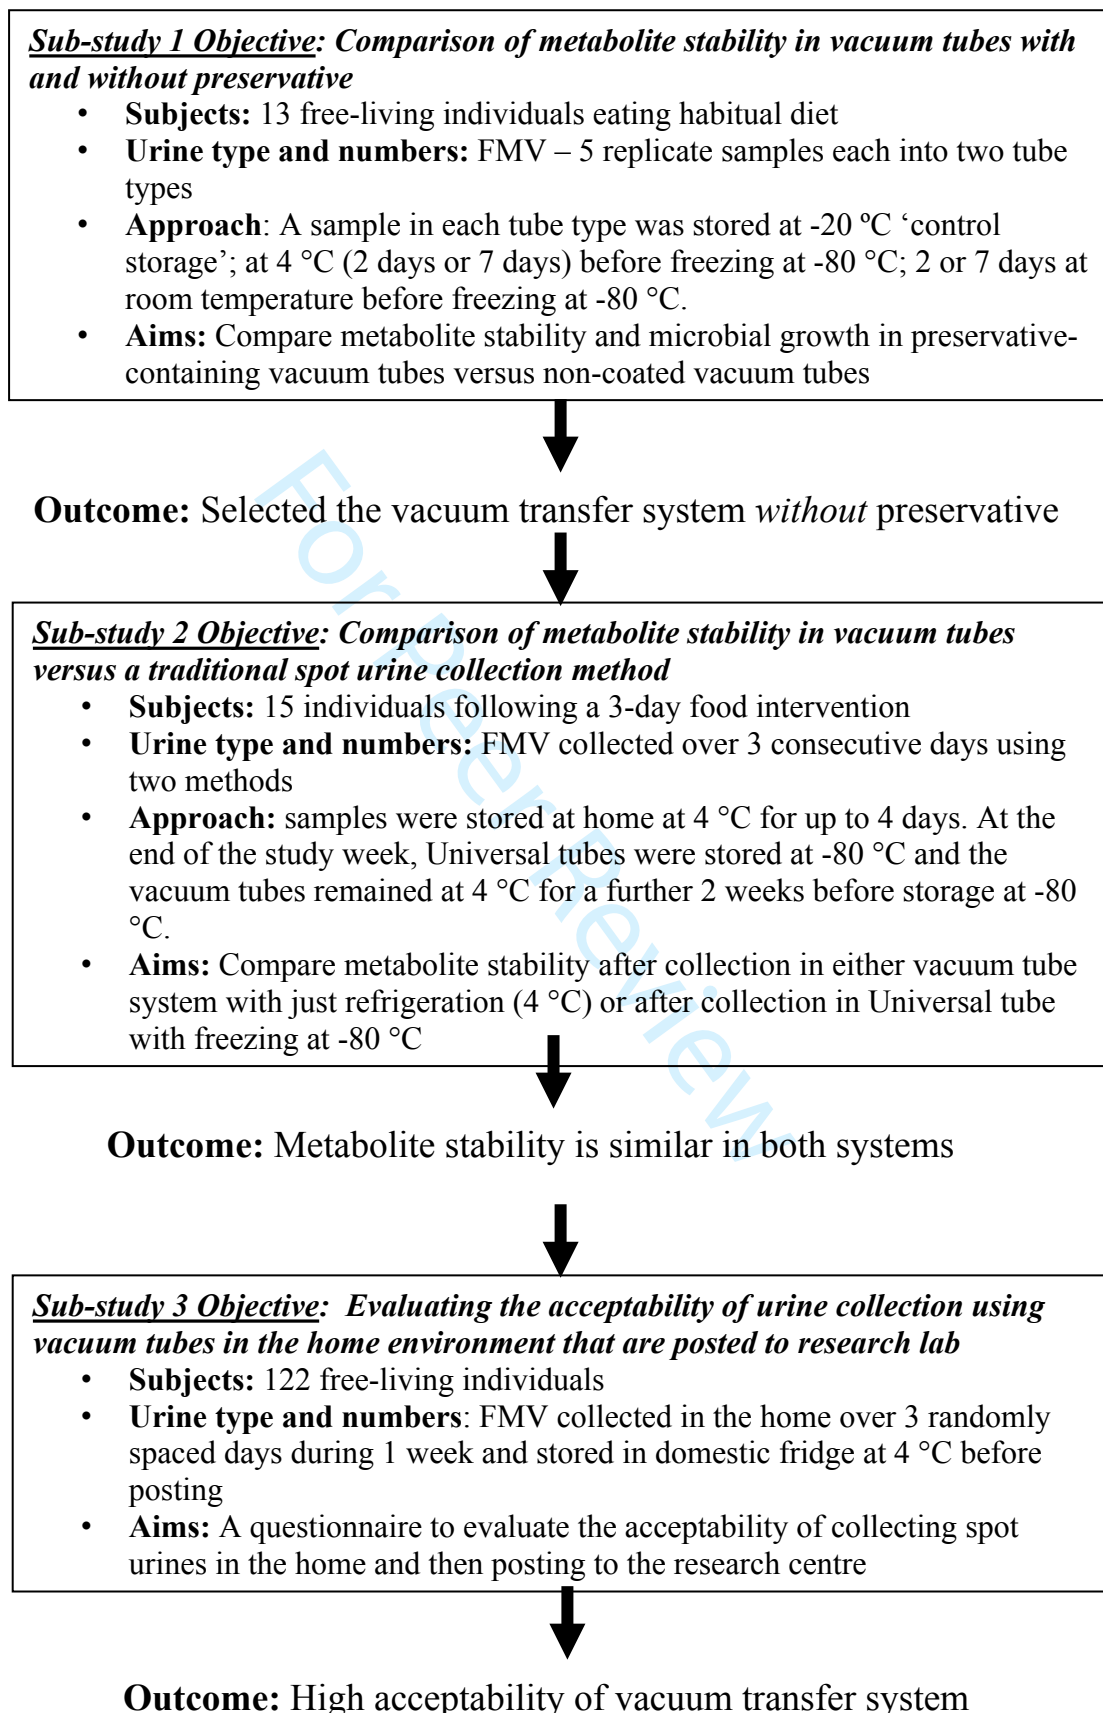 Sub-study 1 Objective: Comparison of metabolite stability in vacuum tubes with
and without preservative
• Subjects: 13 free-living individuals eating habitual diet
• Urine type and numbers: FMV – 5 replicate samples each into two tube
types
• Approach: A sample in each tube type was stored at -20 ºC ‘control
storage’; at 4 °C (2 days or 7 days) before freezing at -80 °C; 2 or 7 days at
room temperature before freezing at -80 °C.
• Aims: Compare metabolite stability and microbial growth in preservative-
containing vacuum tubes versus non-coated vacuum tubes
Outcome: Selected the vacuum transfer system without preservative
Sub-study 2 Objective: Comparison of metabolite stability in vacuum tubes
versus a traditional spot urine collection method
• Subjects: 15 individuals following a 3-day food intervention
• Urine type and numbers: FMV collected over 3 consecutive days using
two methods
• Approach: samples were stored at home at 4 °C for up to 4 days. At the
end of the study week, Universal tubes were stored at -80 °C and the
vacuum tubes remained at 4 °C for a further 2 weeks before storage at -80
°C.
• Aims: Compare metabolite stability after collection in either vacuum tube
system with just refrigeration (4 °C) or after collection in Universal tube
with freezing at -80 °C
Outcome: Metabolite stability is similar in both systems
Sub-study 3 Objective: Evaluating the acceptability of urine collection using
vacuum tubes in the home environment that are posted to research lab
• Subjects: 122 free-living individuals
• Urine type and numbers: FMV collected in the home over 3 randomly
spaced days during 1 week and stored in domestic fridge at 4 °C before
posting
• Aims: A questionnaire to evaluate the acceptability of collecting spot
urines in the home and then posting to the research centre
Outcome: High acceptability of vacuum transfer system
For Peer Review